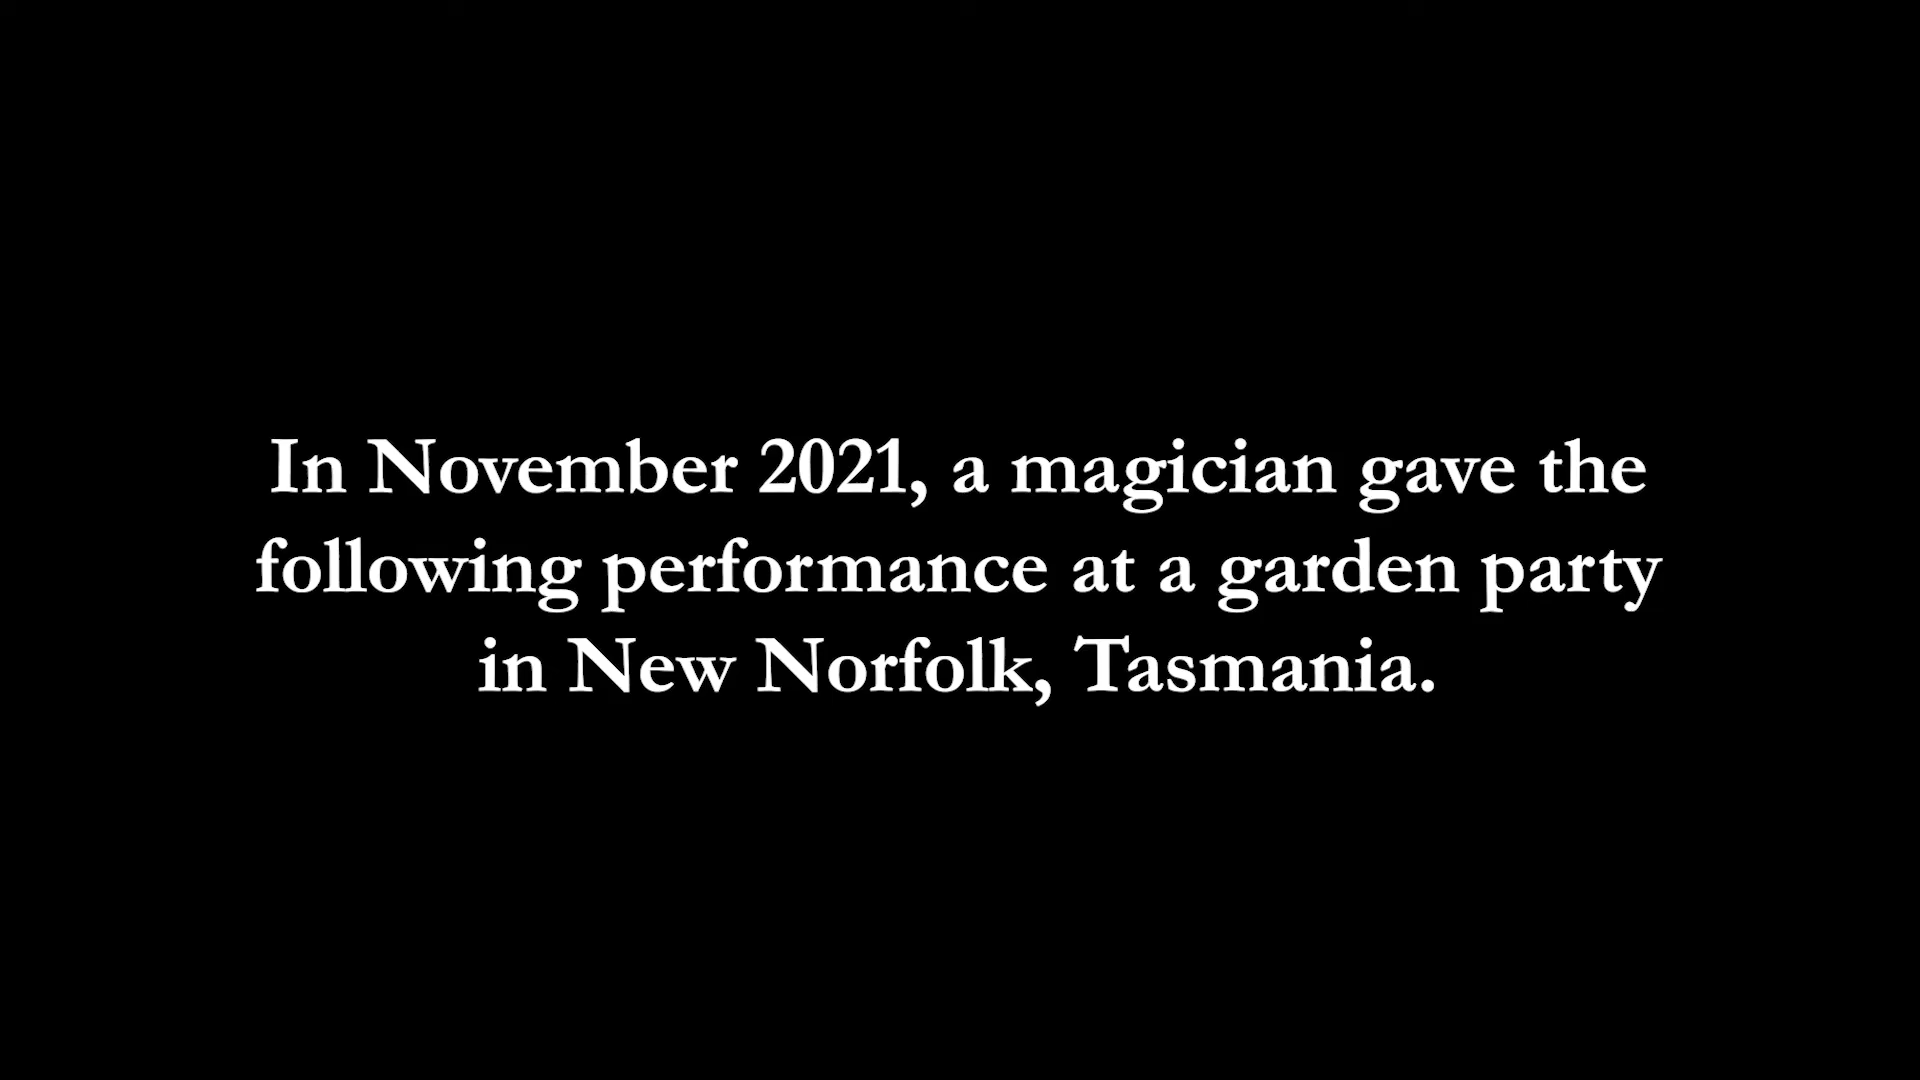 In November 2021, a magician gave the
following performance at a garden party
in New Norfolk, Tasmania.